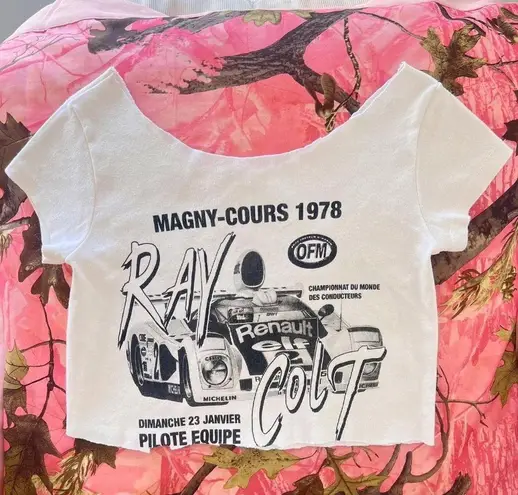 MAGNY-COURS 1978
RAY
OFM
CHAMPIONNAT DU MONDE
DES CONDUCTEURS
Renault
elf
MICHELIN
COLT
DIMANCHE 23 JANVIER
PILOTE EQUIPE